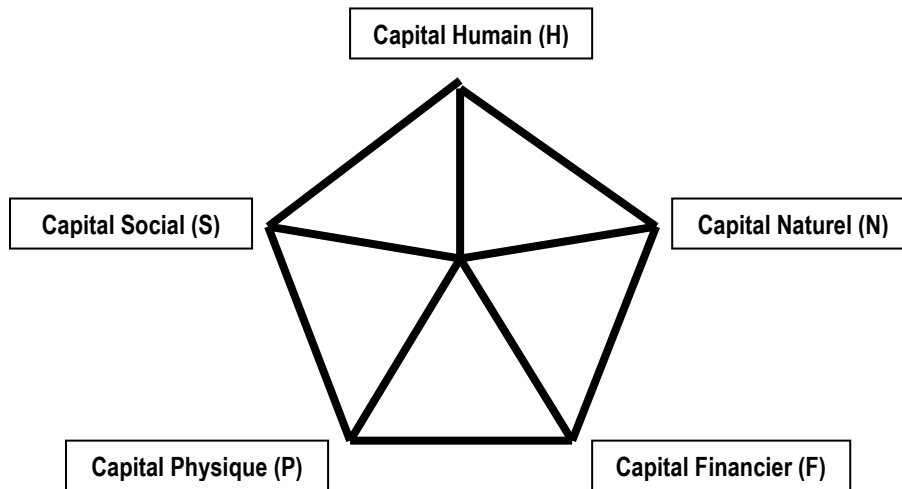 Capital Humain (H)
Capital Social (S)
Capital Naturel (N)
Capital Physique (P)
Capital Financier (F)